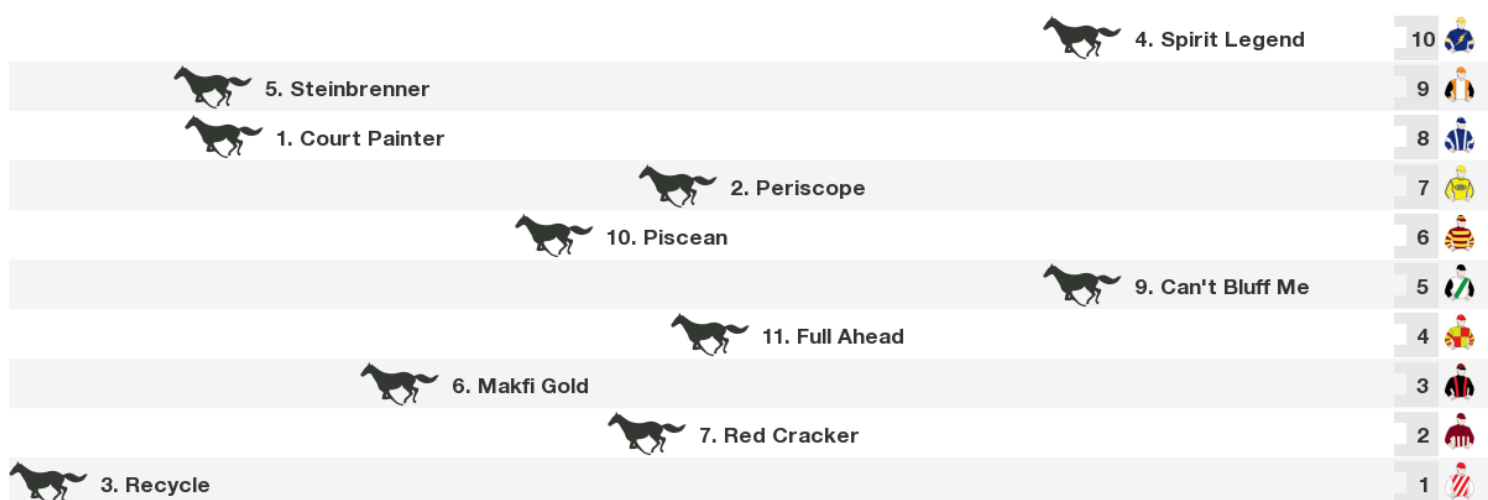 4. Spirit Legend 10
5. Steinbrenner 9
1. Court Painter 8
2. Periscope 7
10. Piscean 6
9. Can't Bluff Me 5
11. Full Ahead 4
6. Makfi Gold 3
7. Red Cracker 2
3. Recycle 1